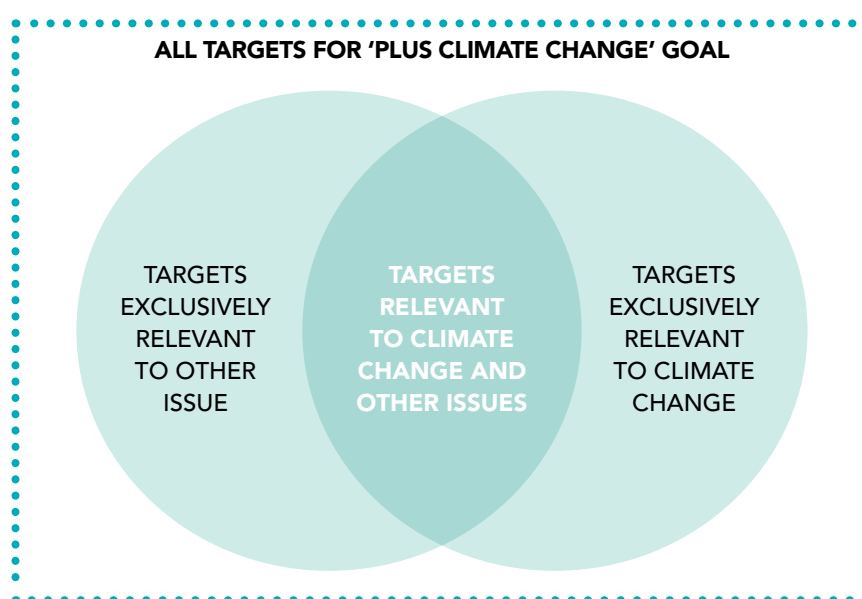 ALL TARGETS FOR ‘PLUS CLIMATE CHANGE’ GOAL
TARGETS
EXCLUSIVELY
RELEVANT
TO OTHER
ISSUE
TARGETS
RELEVANT
TO CLIMATE
CHANGE AND
OTHER ISSUES
TARGETS
EXCLUSIVELY
RELEVANT
TO CLIMATE
CHANGE